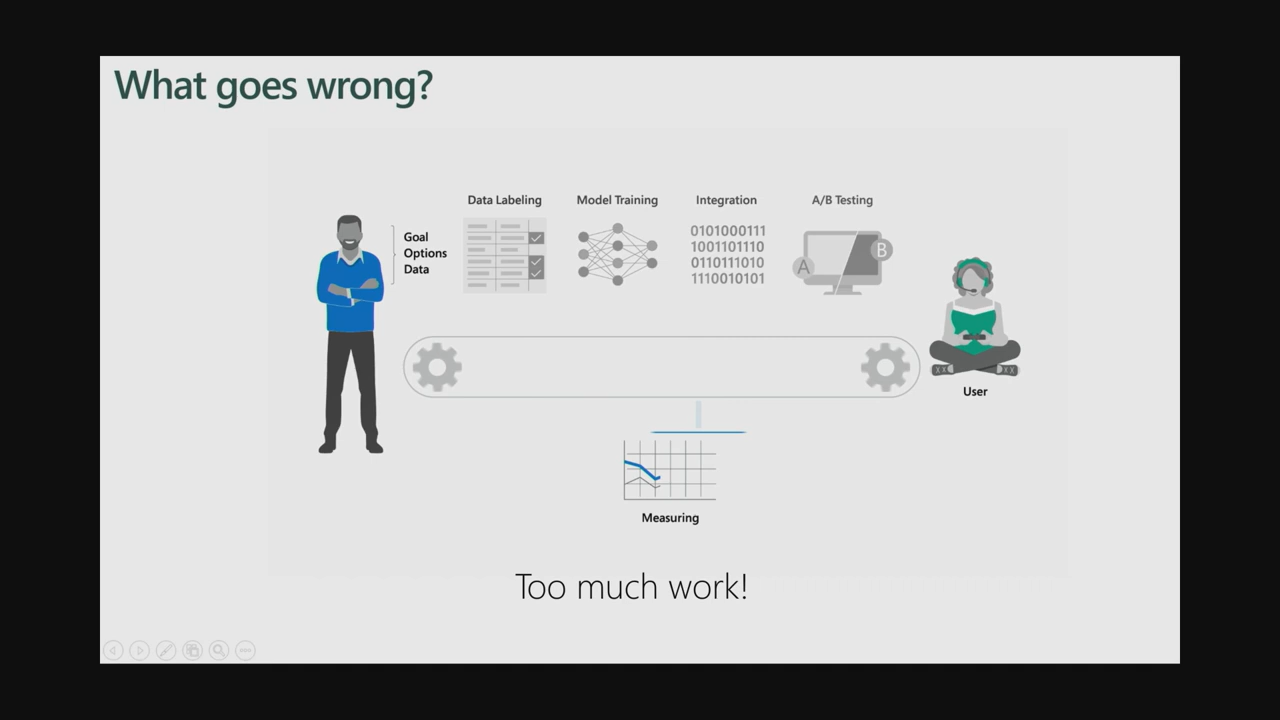 What goes wrong?
Data Labeling
Model Training
Integration
A/B Testing
Goal
Options
Data
0101000111
1001101110
0110111010
1110010101
A
B
User
Measuring
Too much work!